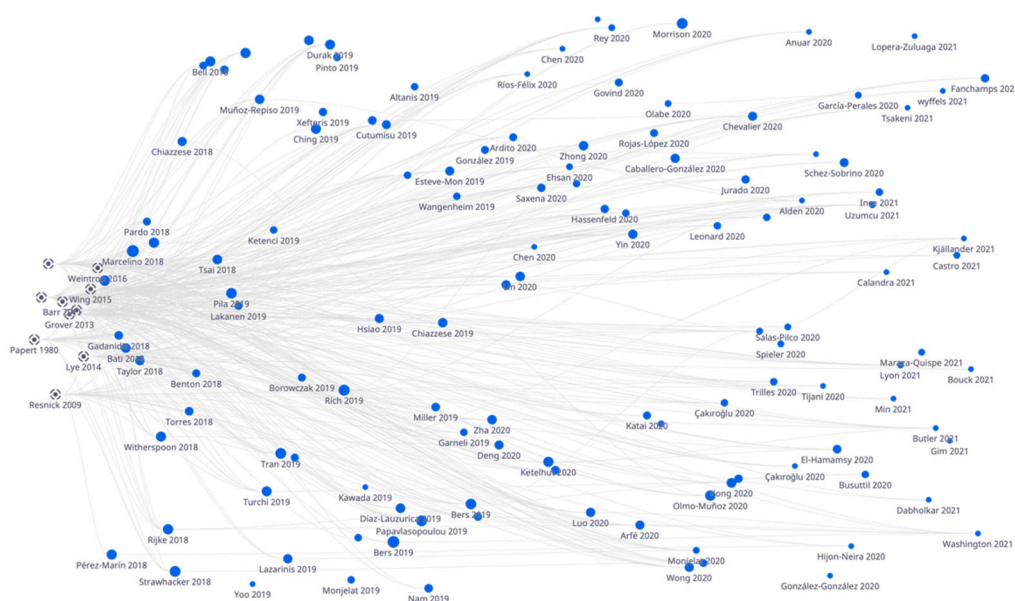 Rey 2020
Morrison 2020
Anuar 2020
Lopera-Zuluaga 2021
Durak 2019
Pinto 2019
Chen 2020
Bell 2018
Ríos-Félix 2020
Govind 2020
Fanchamps 202
Altanis 2019
wyffels 2021
Muñoz-Repiso 2019
García-Perales 2020
Tsakeni 2021
Olabe 2020
Xefteris 2019
Chevalier 2020
Ching 2019
Cutumisu 2019
Rojas-López 2020
Chiazzese 2018
Ardito 2020
González 2019
Zhong 2020
Caballero-González 2020
Schez-Sobrino 2020
Ehsan 2020
Esteve-Mon 2019
Jurado 2020
Saxena 2020
Wangenheim 2019
Alden 2020
Uzumcu 2021
Hassenfeld 2020
Pardo 2018
Ketenci 2019
Yin 2020
Leonard 2020
Kjällander 2021
Chen 2020
Marcelino 2018
Castro 2021
Tsai 2018
Weintrop 2016
Calandra 2021
Wing 2015
Pila 2019
Lakanen 2019
Grover 2013
Hsiao 2019
Chiazzese 2019
Salas-Pilco 2020
Papert 1980
Gadanidis 2018
Spieler 2020
Lye 2014
Taylor 2018
Maraza-Quispe 2021
Lyon 2021
Bouck 2021
Benton 2018
Borowczak 2019
Rich 2019
Trilles 2020
Tijani 2020
Min 2021
Resnick 2009
Torres 2018
Miller 2019
Çakıroğlu 2020
Katai 2020
Zha 2020
Witherspoon 2018
Garneli 2019
Butler 2021
Deng 2020
Gim 2021
Tran 2019
Ketelhut 2020
El-Hamamsy 2020
Çakıroğlu 2020
Busuttil 2020
Turchi 2019
Kawada 2019
Olmo-Muñoz 2020
Dabholkar 2021
Díaz-Lauzurica 2019
Bers 2019
Papavlasopoulou 2019
Luo 2020
Arfé 2020
Rijke 2018
Bers 2019
Washington 2021
Pérez-Marín 2018
Hijon-Neira 2020
Lazarinis 2019
Monjelat 2020
Strawhacker 2018
Wong 2020
Yoo 2019
Monjelat 2019
Nam 2019
González-González 2020